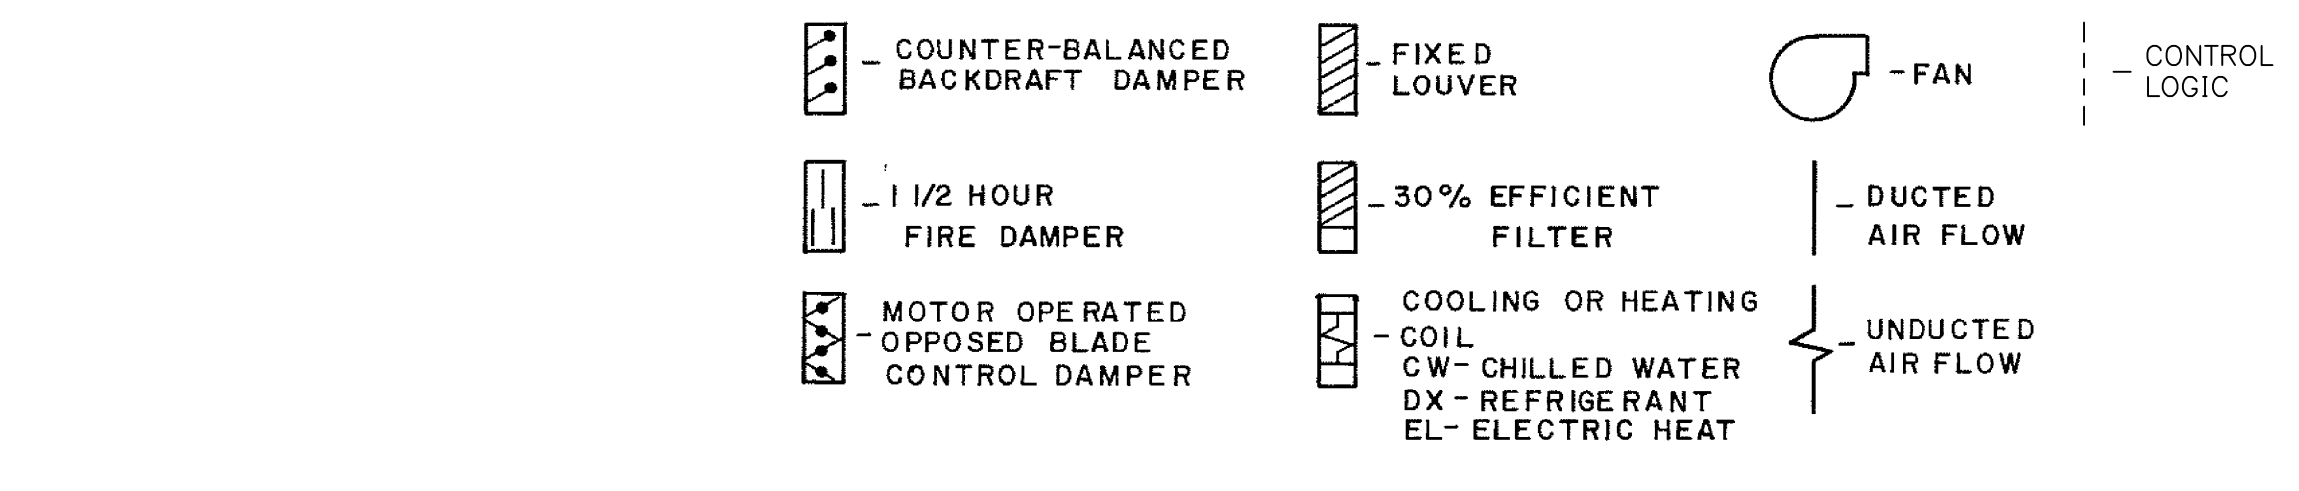 COUNTER-BALANCED
BACKDRAFT DAMPER
FIXED
LOUVER
FAN
CONTROL
LOGIC
1 1/2 HOUR
FIRE DAMPER
30% EFFICIENT
FILTER
DUCTED
AIR FLOW
MOTOR OPERATED
OPPOSED BLADE
CONTROL DAMPER
COOLING OR HEATING
COIL
CW- CHILLED WATER
DX - REFRIGERANT
EL- ELECTRIC HEAT
UNDUCTED
AIR FLOW